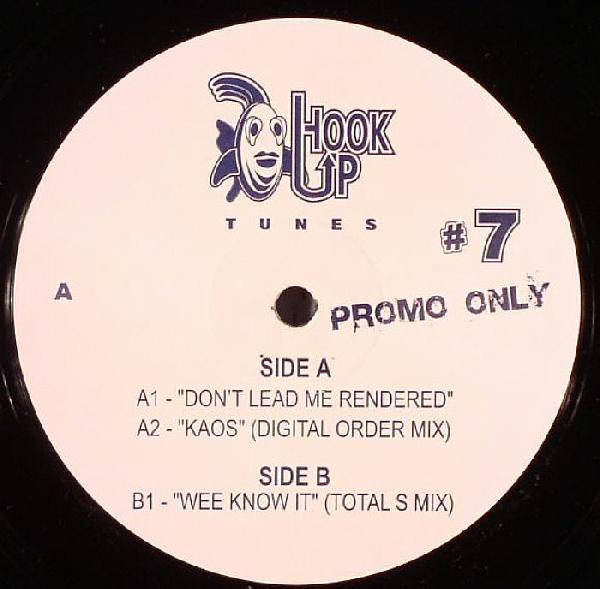 HOOK
UP
TUNES
#7
A
PROMO ONLY
SIDE A
A1 - "DON'T LEAD ME RENDERED"
A2 - "KAOS" (DIGITAL ORDER MIX)
SIDE B
B1 - "WEE KNOW IT" (TOTAL S MIX)